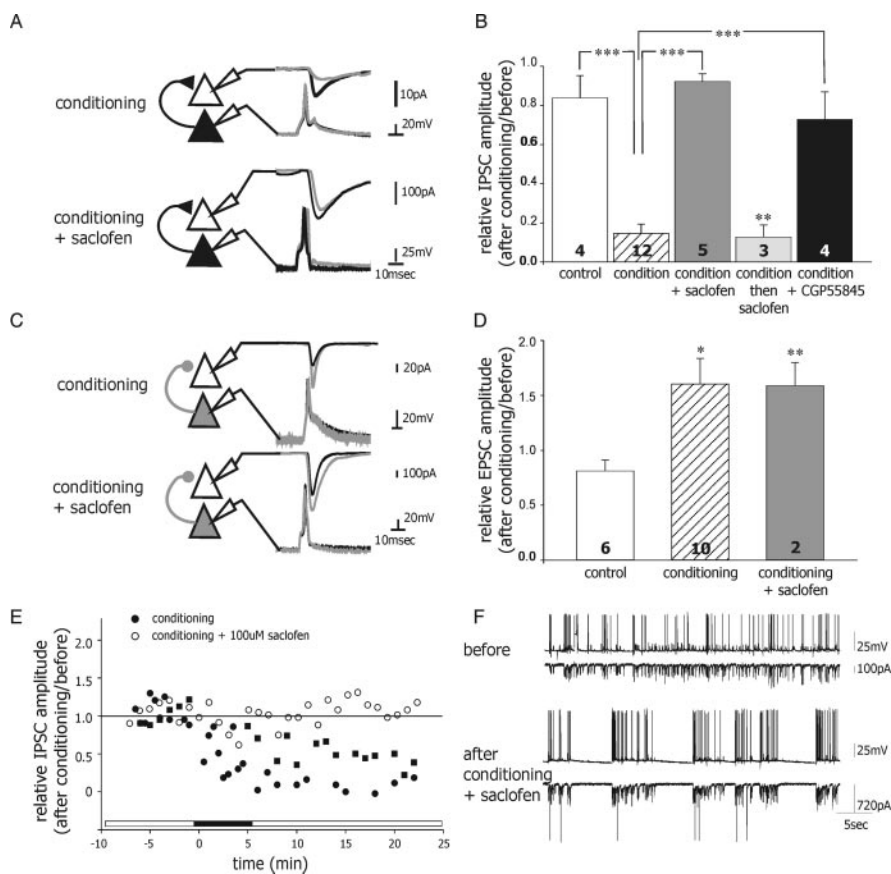 A
conditioning
10pA
20mV
conditioning
+ saclofen
100pA
25mV
10msec
B
relative IPSC amplitude
(after conditioning/before)
1.0
0.8
0.6
0.4
0.2
0.0
***
***
***
**
4
12
5
3
4
control
condition
condition
+ saclofen
condition
then
saclofen
condition
+ CGP55845
C
conditioning
20pA
20mV
conditioning
+ saclofen
100pA
20mV
10msec
D
relative EPSC amplitude
(after conditioning/before)
2.0
1.5
1.0
0.5
0.0
*
**
6
10
2
control
conditioning
conditioning
+ saclofen
E
conditioning
conditioning + 100uM saclofen
relative IPSC amplitude
(after conditioning/before)
2.0
1.5
1.0
0.5
0
-10
-5
0
5
10
15
20
25
time (min)
F
before
25mV
100pA
after
conditioning
+ saclofen
25mV
720pA
5sec